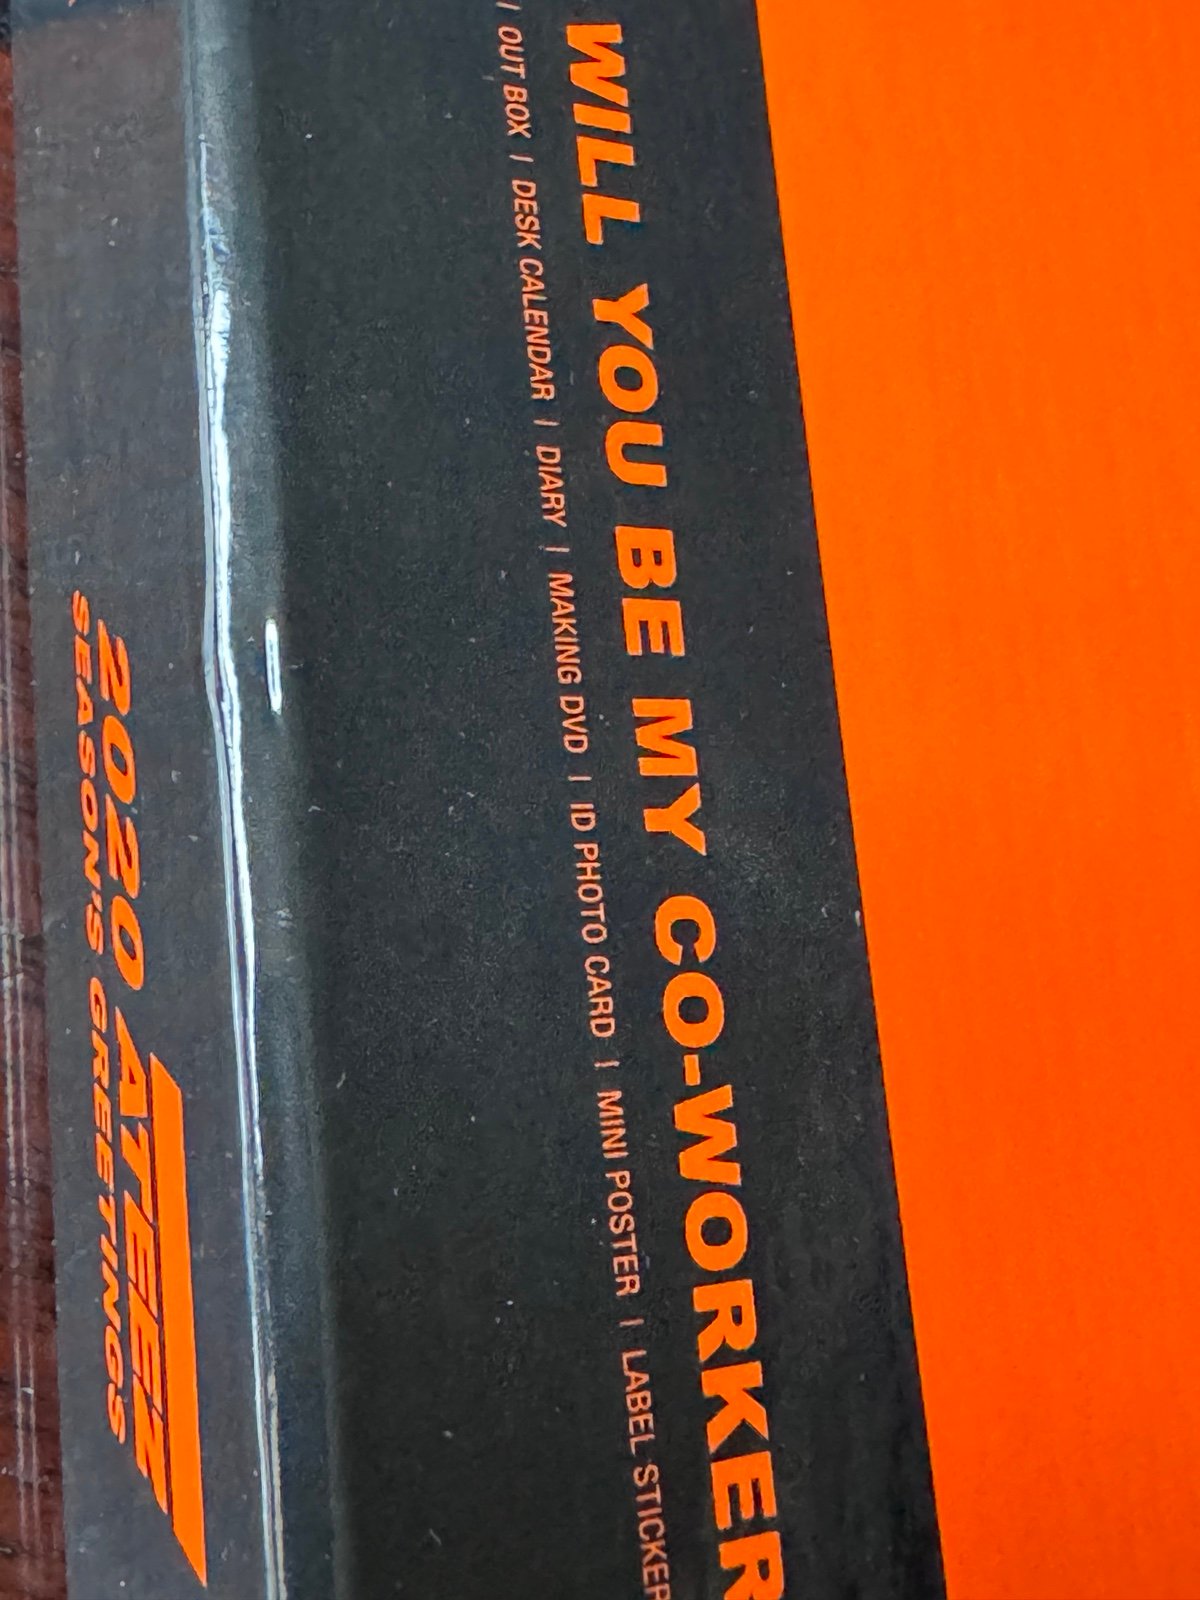 WILL YOU BE MY CO-WORKER
| OUT BOX | DESK CALENDAR | DIARY | MAKING DVD | ID PHOTO CARD | MINI POSTER | LABEL STICKER
2020 ATEEZ
SEASON'S GREETINGS